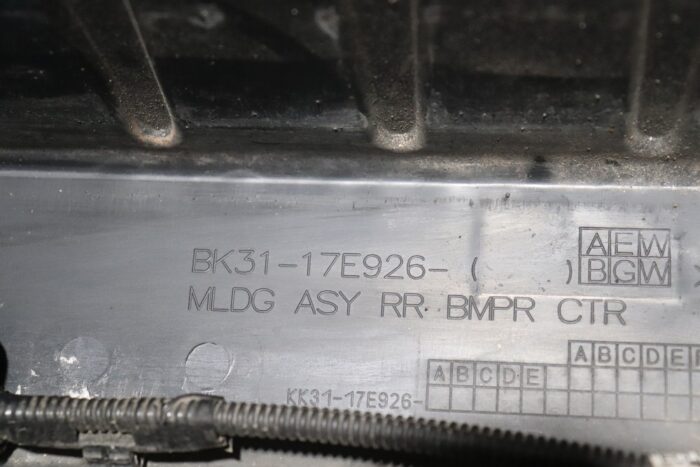 BK31-17E926- ( ) AEW
BGW
MLDG ASY RR BMPR CTR
ABCDE
ABCDE
KK31-17E926-